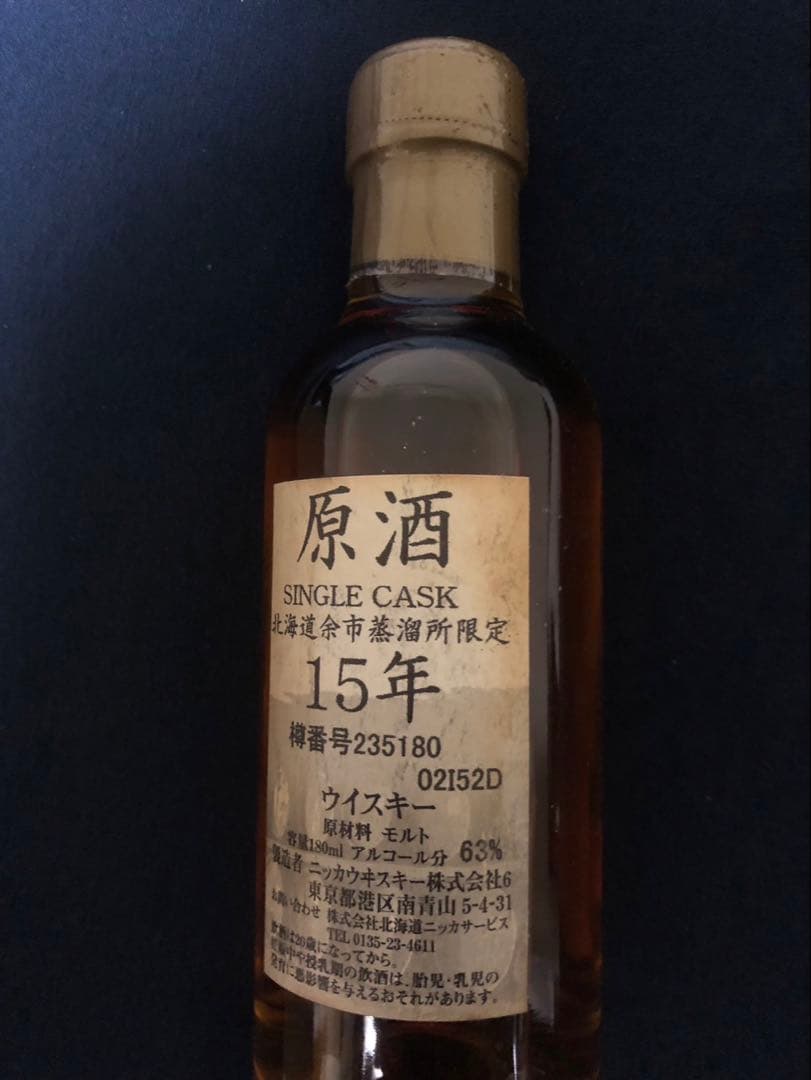 原酒
SINGLE CASK
北海道余市蒸溜所限定
15年
樽番号235180
02I52D
ウイスキー
原材料 モルト
容量180ml アルコール分 63%
製造者 ニッカウヰスキー株式会社6
東京都港区南青山5-4-31
お問い合わせ 株式会社北海道ニッカサービス
TEL 0135-23-4611
飲酒は20歳になってから。
妊娠中や授乳期の飲酒は、胎児・乳児の
発育に悪影響を与えるおそれがあります。